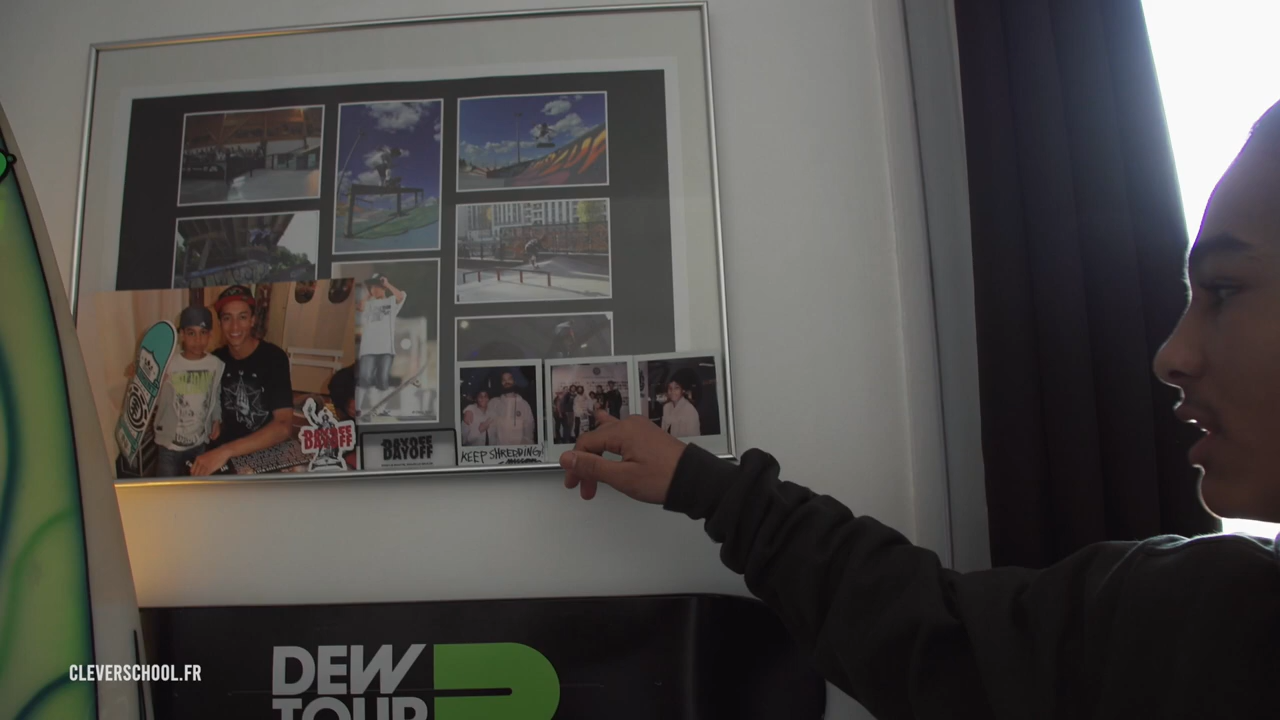 DAYOFF
DAYOFF
KEEP SHREDDING!
DEW
TOUR
CLEVERSCHOOL.FR